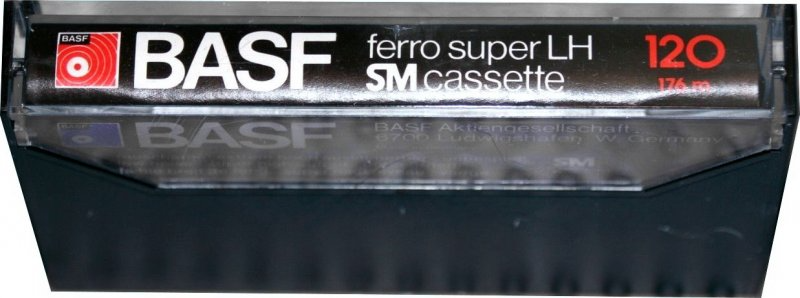 BASF
BASF
ferro super LH
SM cassette
120
176 m
BASF
BASF Aktiengesellschaft
6700 Ludwigshafen, W. Germany
SM